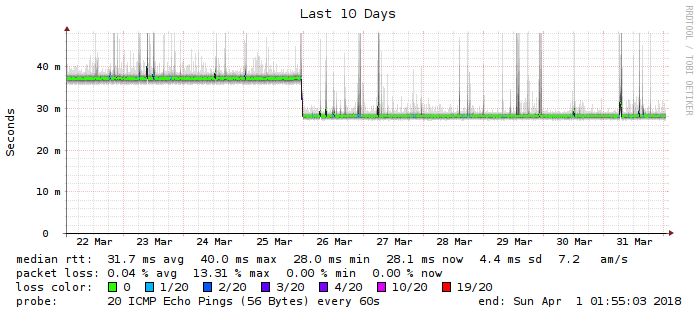 Last 10 Days
RRDTOOL / TOBI OETIKER
Seconds
40 m
30 m
20 m
10 m
0
22 Mar 23 Mar 24 Mar 25 Mar 26 Mar 27 Mar 28 Mar 29 Mar 30 Mar 31 Mar
median rtt: 31.7 ms avg 40.0 ms max 28.0 ms min 28.1 ms now 4.4 ms sd 7.2 am/s
packet loss: 0.04 % avg 13.31 % max 0.00 % min 0.00 % now
loss color: 0 1/20 2/20 3/20 4/20 10/20 19/20
probe: 20 ICMP Echo Pings (56 Bytes) every 60s end: Sun Apr 1 01:55:03 2018